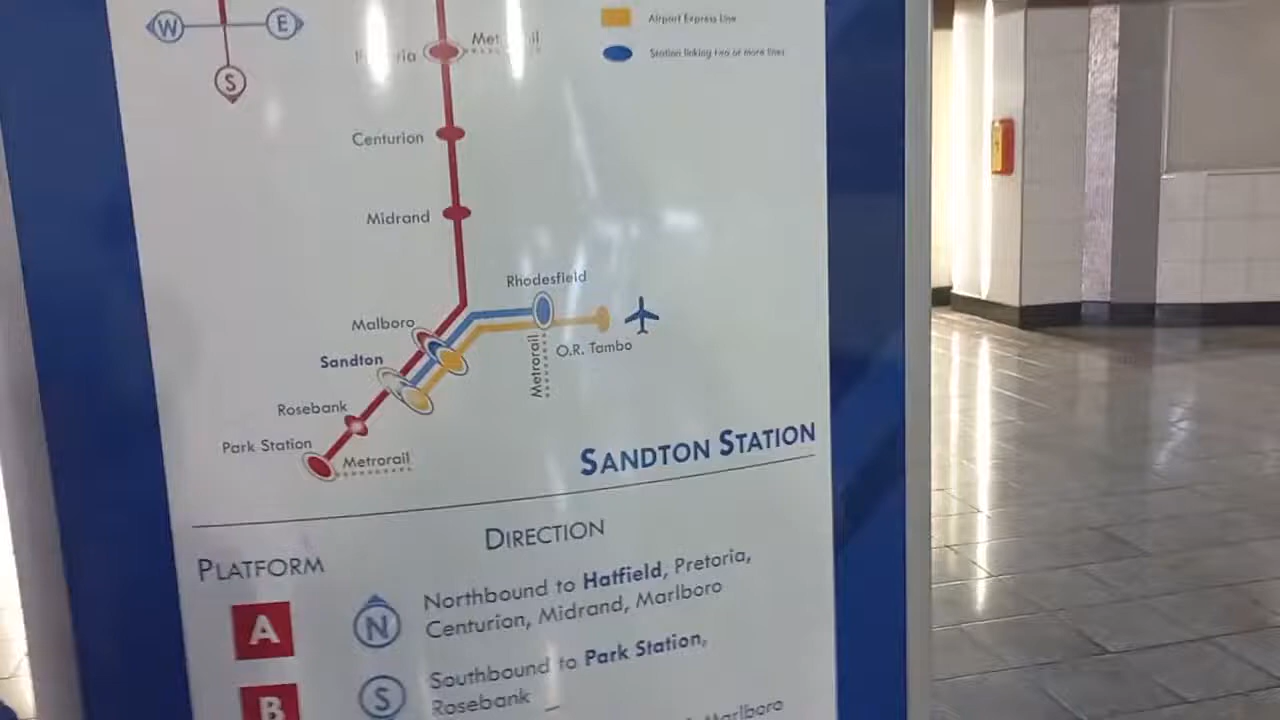 W
E
S
Airport Express Line
Station linking two or more lines
Centurion
Midrand
Rhodesfield
Malboro
Sandton
O.R. Tambo
Metrorail
Rosebank
Park Station
Metrorail
SANDTON STATION
DIRECTION
PLATFORM
A
N
Northbound to Hatfield, Pretoria,
Centurion, Midrand, Marlboro
B
S
Southbound to Park Station,
Rosebank
Marlboro